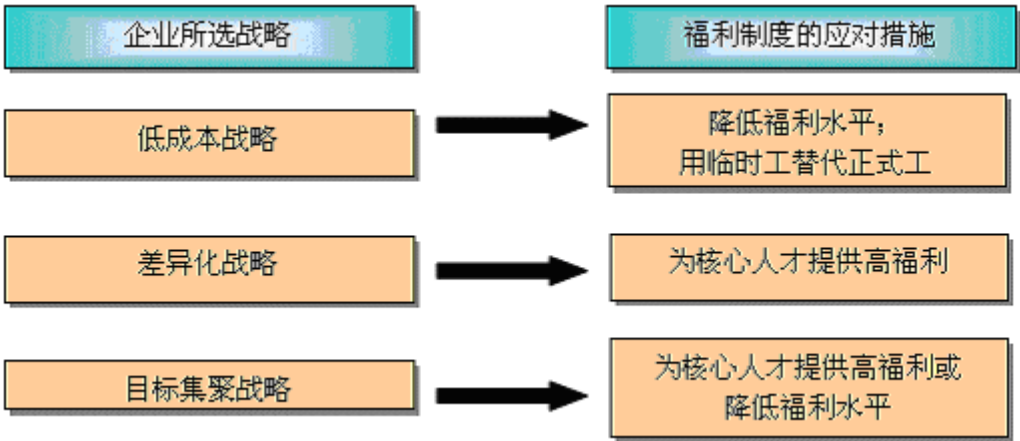 企业所选战略
福利制度的应对措施
低成本战略
降低福利水平；
用临时工替代正式工
差异化战略
为核心人才提供高福利
目标集聚战略
为核心人才提供高福利或
降低福利水平